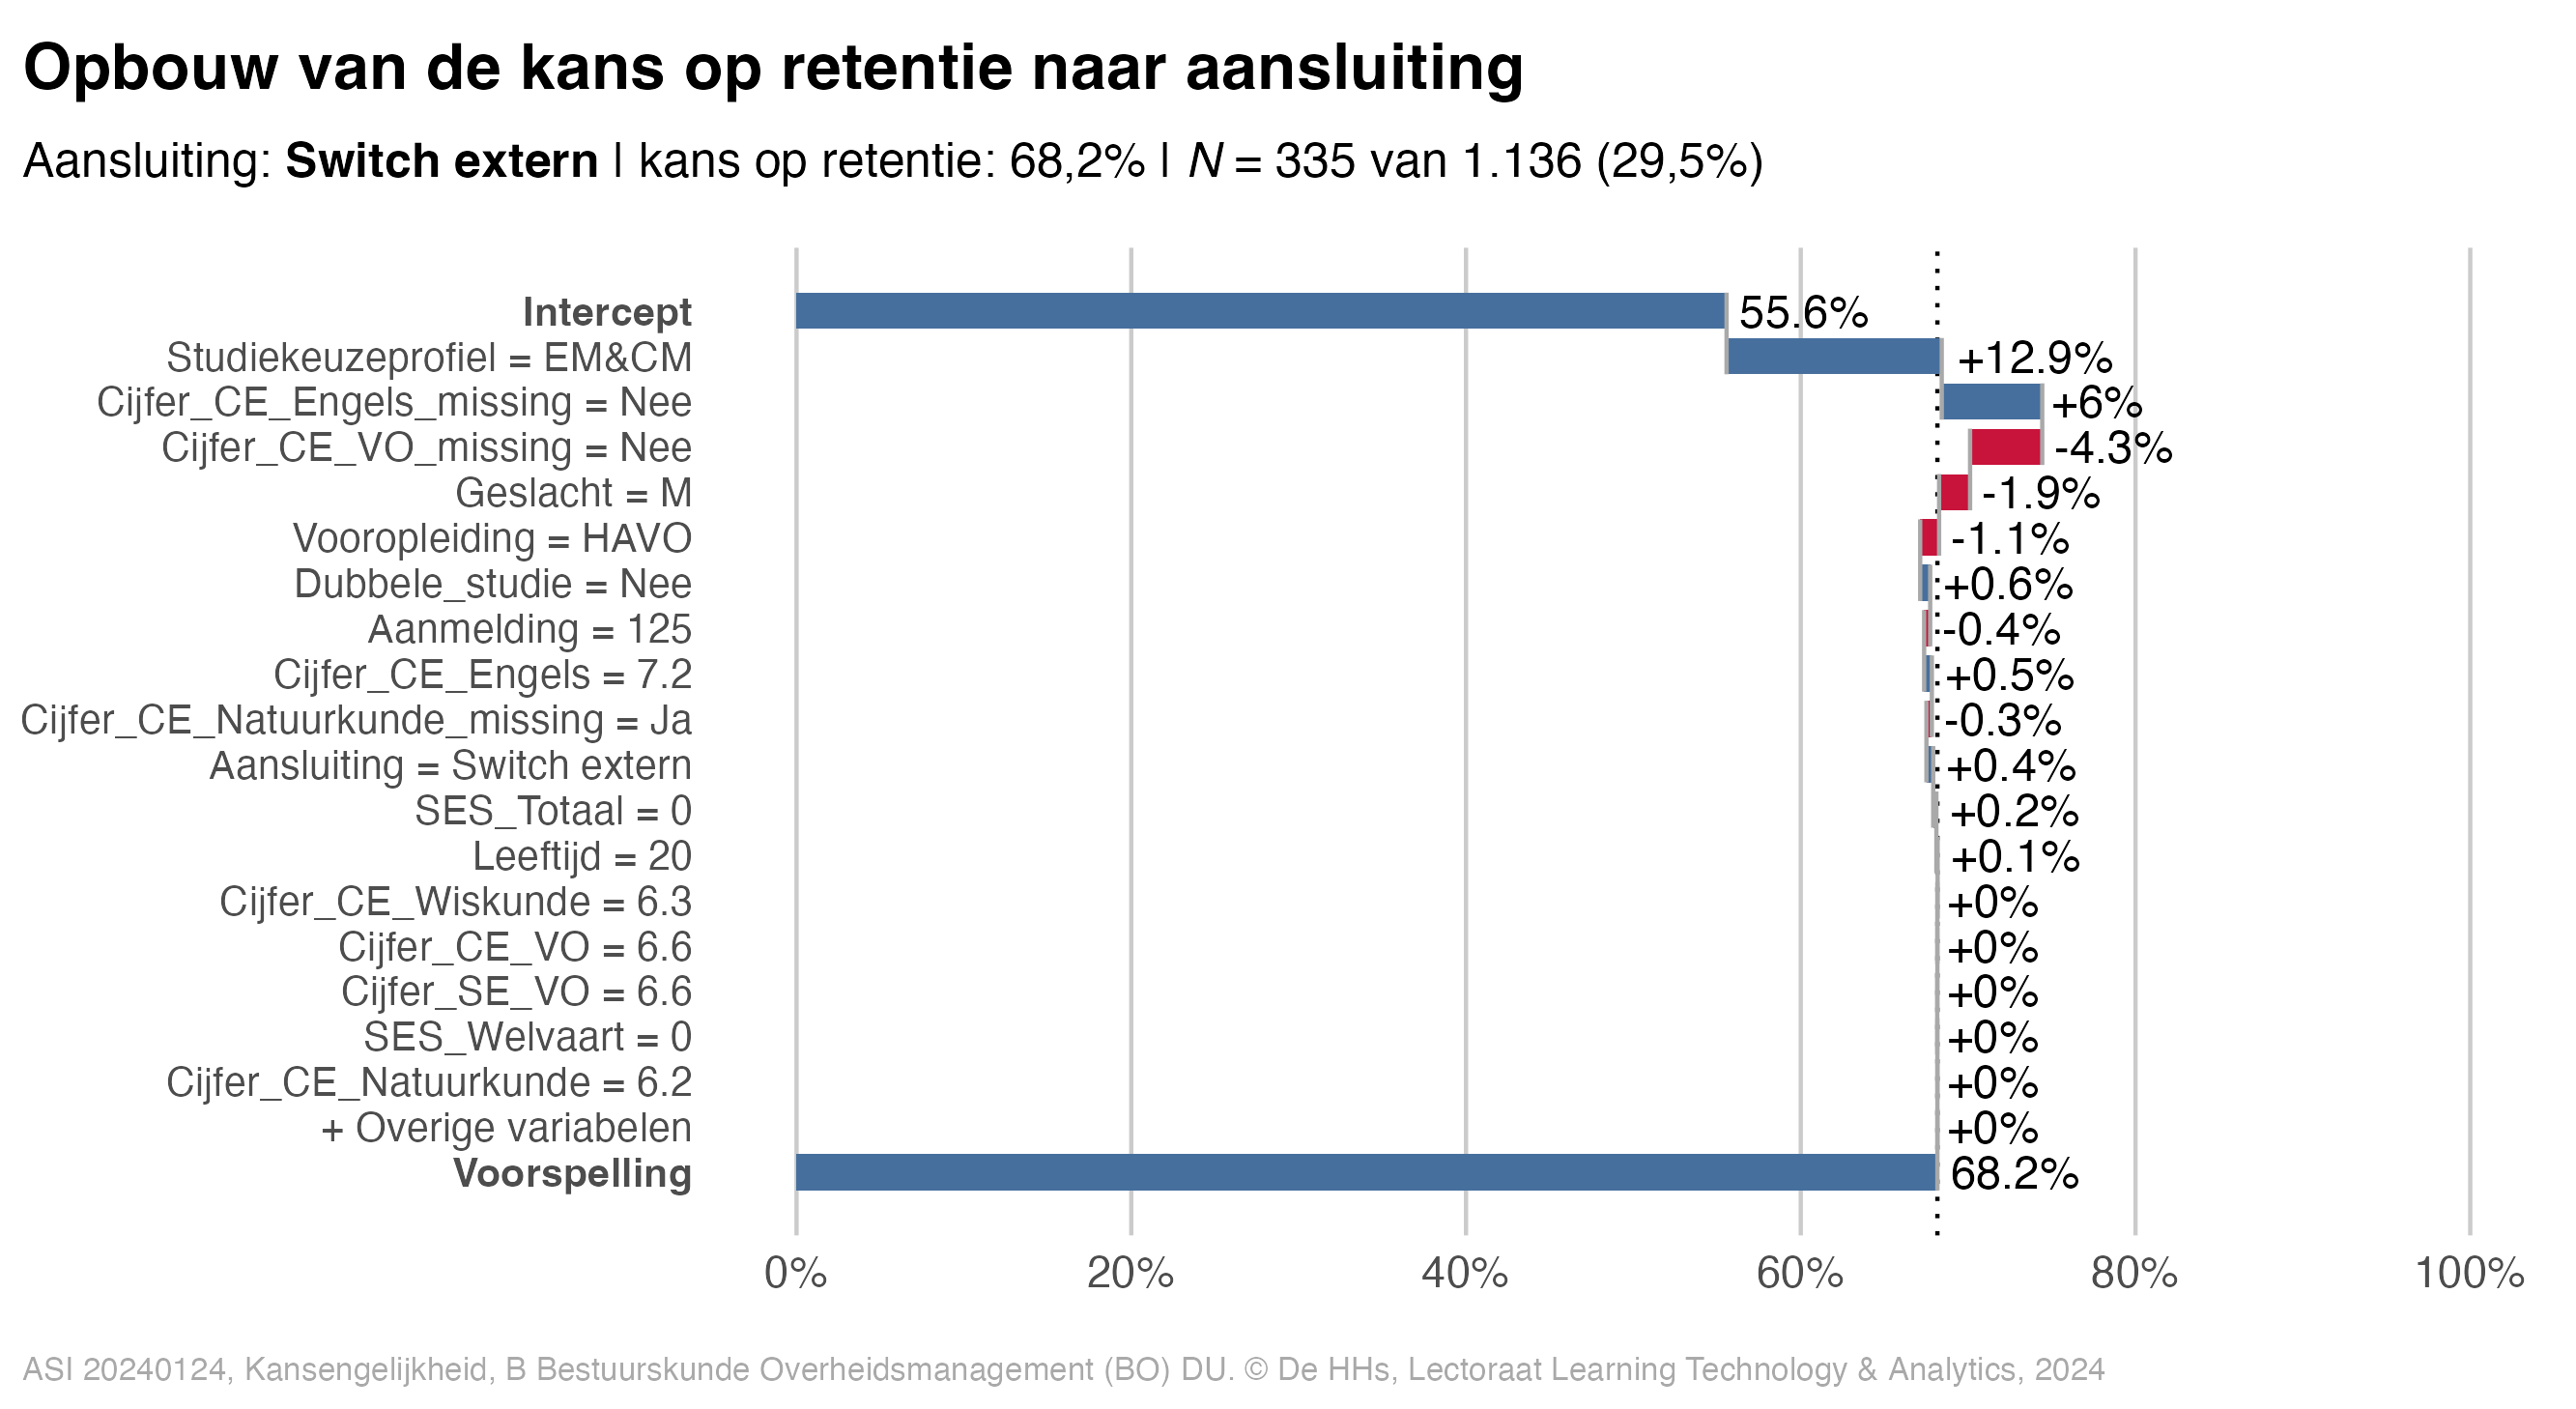 Opbouw van de kans op retentie naar aansluiting
Aansluiting: Switch extern | kans op retentie: 68,2% | N = 335 van 1.136 (29,5%)
Intercept 55.6%
Studiekeuzeprofiel = EM&CM +12.9%
Cijfer_CE_Engels_missing = Nee +6%
Cijfer_CE_VO_missing = Nee -4.3%
Geslacht = M -1.9%
Vooropleiding = HAVO -1.1%
Dubbele_studie = Nee +0.6%
Aanmelding = 125 -0.4%
Cijfer_CE_Engels = 7.2 +0.5%
Cijfer_CE_Natuurkunde_missing = Ja -0.3%
Aansluiting = Switch extern +0.4%
SES_Totaal = 0 +0.2%
Leeftijd = 20 +0.1%
Cijfer_CE_Wiskunde = 6.3 +0%
Cijfer_CE_VO = 6.6 +0%
Cijfer_SE_VO = 6.6 +0%
SES_Welvaart = 0 +0%
Cijfer_CE_Natuurkunde = 6.2 +0%
+ Overige variabelen +0%
Voorspelling 68.2%
0% 20% 40% 60% 80% 100%
ASI 20240124, Kansengelijkheid, B Bestuurskunde Overheidsmanagement (BO) DU. © De HHs, Lectoraat Learning Technology & Analytics, 2024